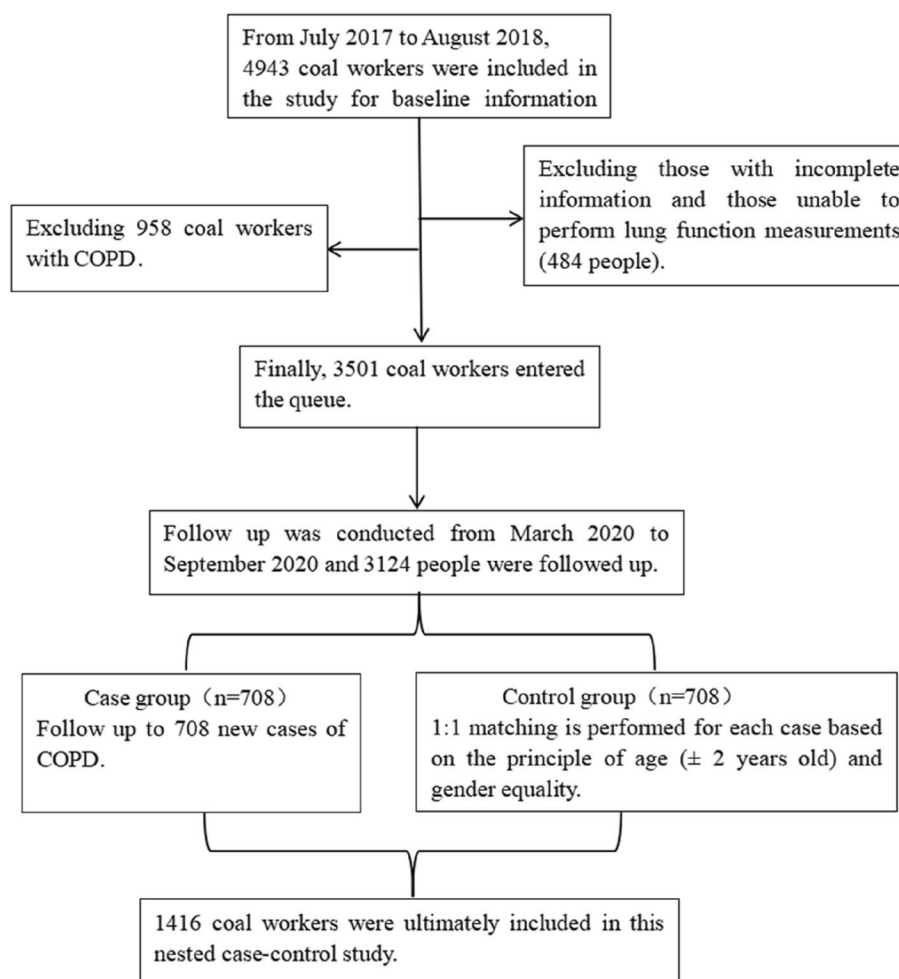 From July 2017 to August 2018,
4943 coal workers were included in
the study for baseline information
Excluding those with incomplete
information and those unable to
perform lung function measurements
(484 people).
Excluding 958 coal workers
with COPD.
Finally, 3501 coal workers entered
the queue.
Follow up was conducted from March 2020 to
September 2020 and 3124 people were followed up.
Case group（n=708）
Follow up to 708 new cases of
COPD.
Control group（n=708）
1:1 matching is performed for each case based
on the principle of age (± 2 years old) and
gender equality.
1416 coal workers were ultimately included in this
nested case-control study.